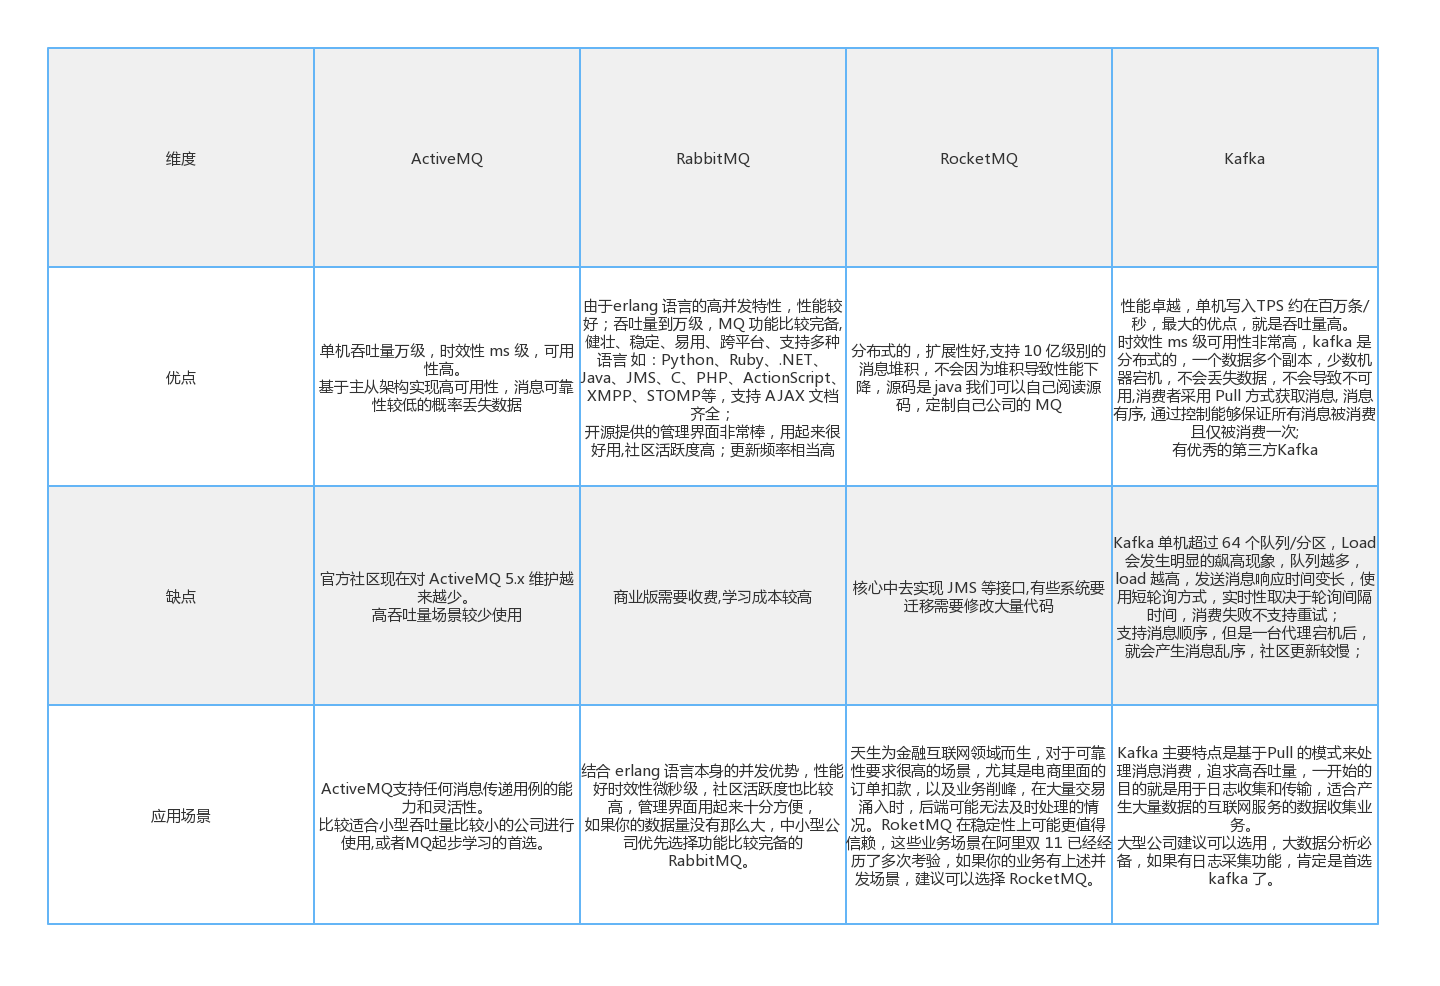 维度
ActiveMQ
RabbitMQ
RocketMQ
Kafka
优点
单机吞吐量万级，时效性 ms 级，可用
性高。
基于主从架构实现高可用性，消息可靠
性较低的概率丢失数据
由于erlang 语言的高并发特性，性能较
好；吞吐量到万级，MQ 功能比较完备,
健壮、稳定、易用、跨平台、支持多种
语言 如：Python、Ruby、.NET、
Java、JMS、C、PHP、ActionScript、
XMPP、STOMP等，支持 AJAX 文档
齐全；
开源提供的管理界面非常棒，用起来很
好用,社区活跃度高；更新频率相当高
分布式的，扩展性好,支持 10 亿级别的
消息堆积，不会因为堆积导致性能下
降，源码是 java 我们可以自己阅读源
码，定制自己公司的 MQ
性能卓越，单机写入TPS 约在百万条/
秒，最大的优点，就是吞吐量高。
时效性 ms 级可用性非常高，kafka 是
分布式的，一个数据多个副本，少数机
器宕机，不会丢失数据，不会导致不可
用,消费者采用 Pull 方式获取消息, 消息
有序, 通过控制能够保证所有消息被消费
且仅被消费一次;
有优秀的第三方Kafka
缺点
官方社区现在对 ActiveMQ 5.x 维护越
来越少。
高吞吐量场景较少使用
商业版需要收费,学习成本较高
核心中去实现 JMS 等接口,有些系统要
迁移需要修改大量代码
Kafka 单机超过 64 个队列/分区，Load
会发生明显的飙高现象，队列越多，
load 越高，发送消息响应时间变长，使
用短轮询方式，实时性取决于轮询间隔
时间，消费失败不支持重试；
支持消息顺序，但是一台代理宕机后，
就会产生消息乱序，社区更新较慢；
应用场景
ActiveMQ支持任何消息传递用例的能
力和灵活性。
比较适合小型吞吐量比较小的公司进行
使用,或者MQ起步学习的首选。
结合 erlang 语言本身的并发优势，性能
好时效性微秒级，社区活跃度也比较
高，管理界面用起来十分方便，
如果你的数据量没有那么大，中小型公
司优先选择功能比较完备的
RabbitMQ。
天生为金融互联网领域而生，对于可靠
性要求很高的场景，尤其是电商里面的
订单扣款，以及业务削峰，在大量交易
涌入时，后端可能无法及时处理的情
况。RoketMQ 在稳定性上可能更值得
信赖，这些业务场景在阿里双 11 已经经
历了多次考验，如果你的业务有上述并
发场景，建议可以选择 RocketMQ。
Kafka 主要特点是基于Pull 的模式来处
理消息消费，追求高吞吐量，一开始的
目的就是用于日志收集和传输，适合产
生大量数据的互联网服务的数据收集业
务。
大型公司建议可以选用，大数据分析必
备，如果有日志采集功能，肯定是首选
kafka 了。